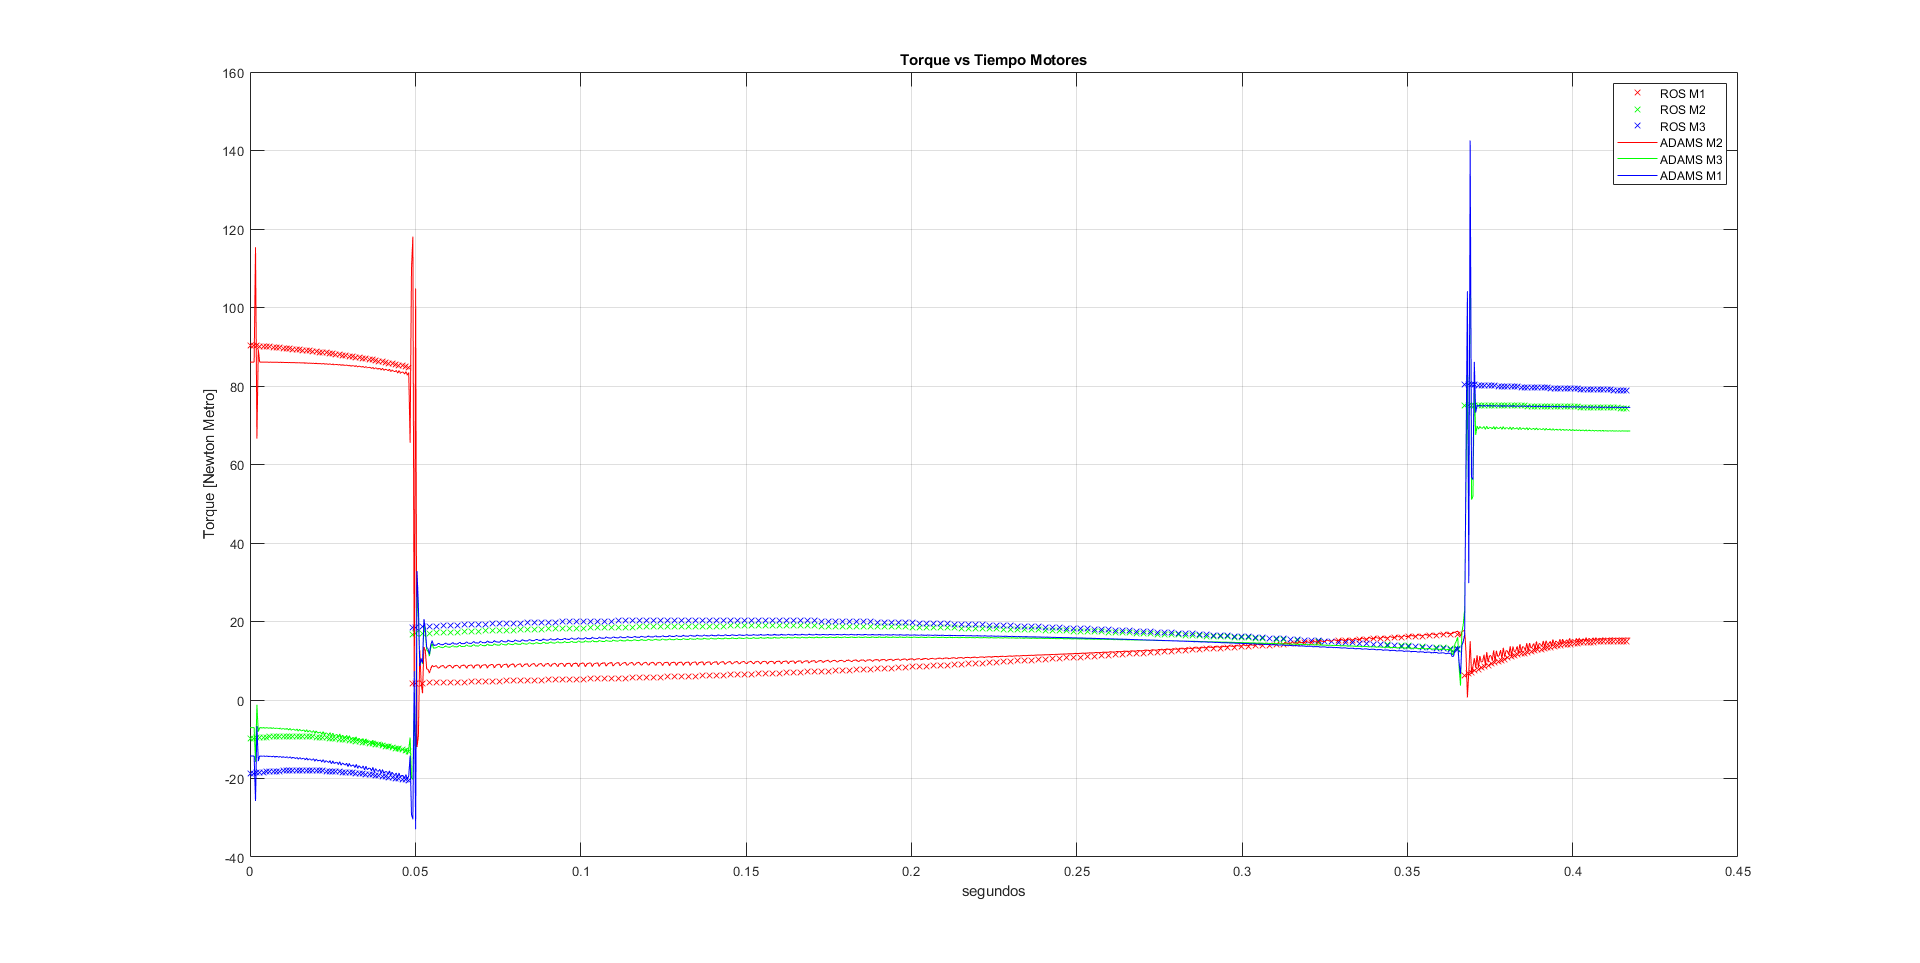 Torque vs Tiempo Motores
160
140
120
100
80
60
40
20
0
-20
-40
Torque [Newton Metro]
ROS M1
ROS M2
ROS M3
ADAMS M2
ADAMS M3
ADAMS M1
0 0.05 0.1 0.15 0.2 0.25 0.3 0.35 0.4 0.45
segundos